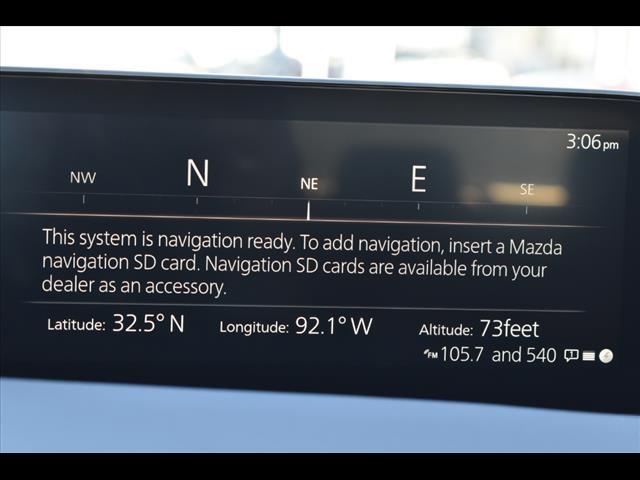 3:06 pm
NW N NE E SE
This system is navigation ready. To add navigation, insert a Mazda
navigation SD card. Navigation SD cards are available from your
dealer as an accessory.
Latitude: 32.5° N Longitude: 92.1° W Altitude: 73feet
FM 105.7 and 540